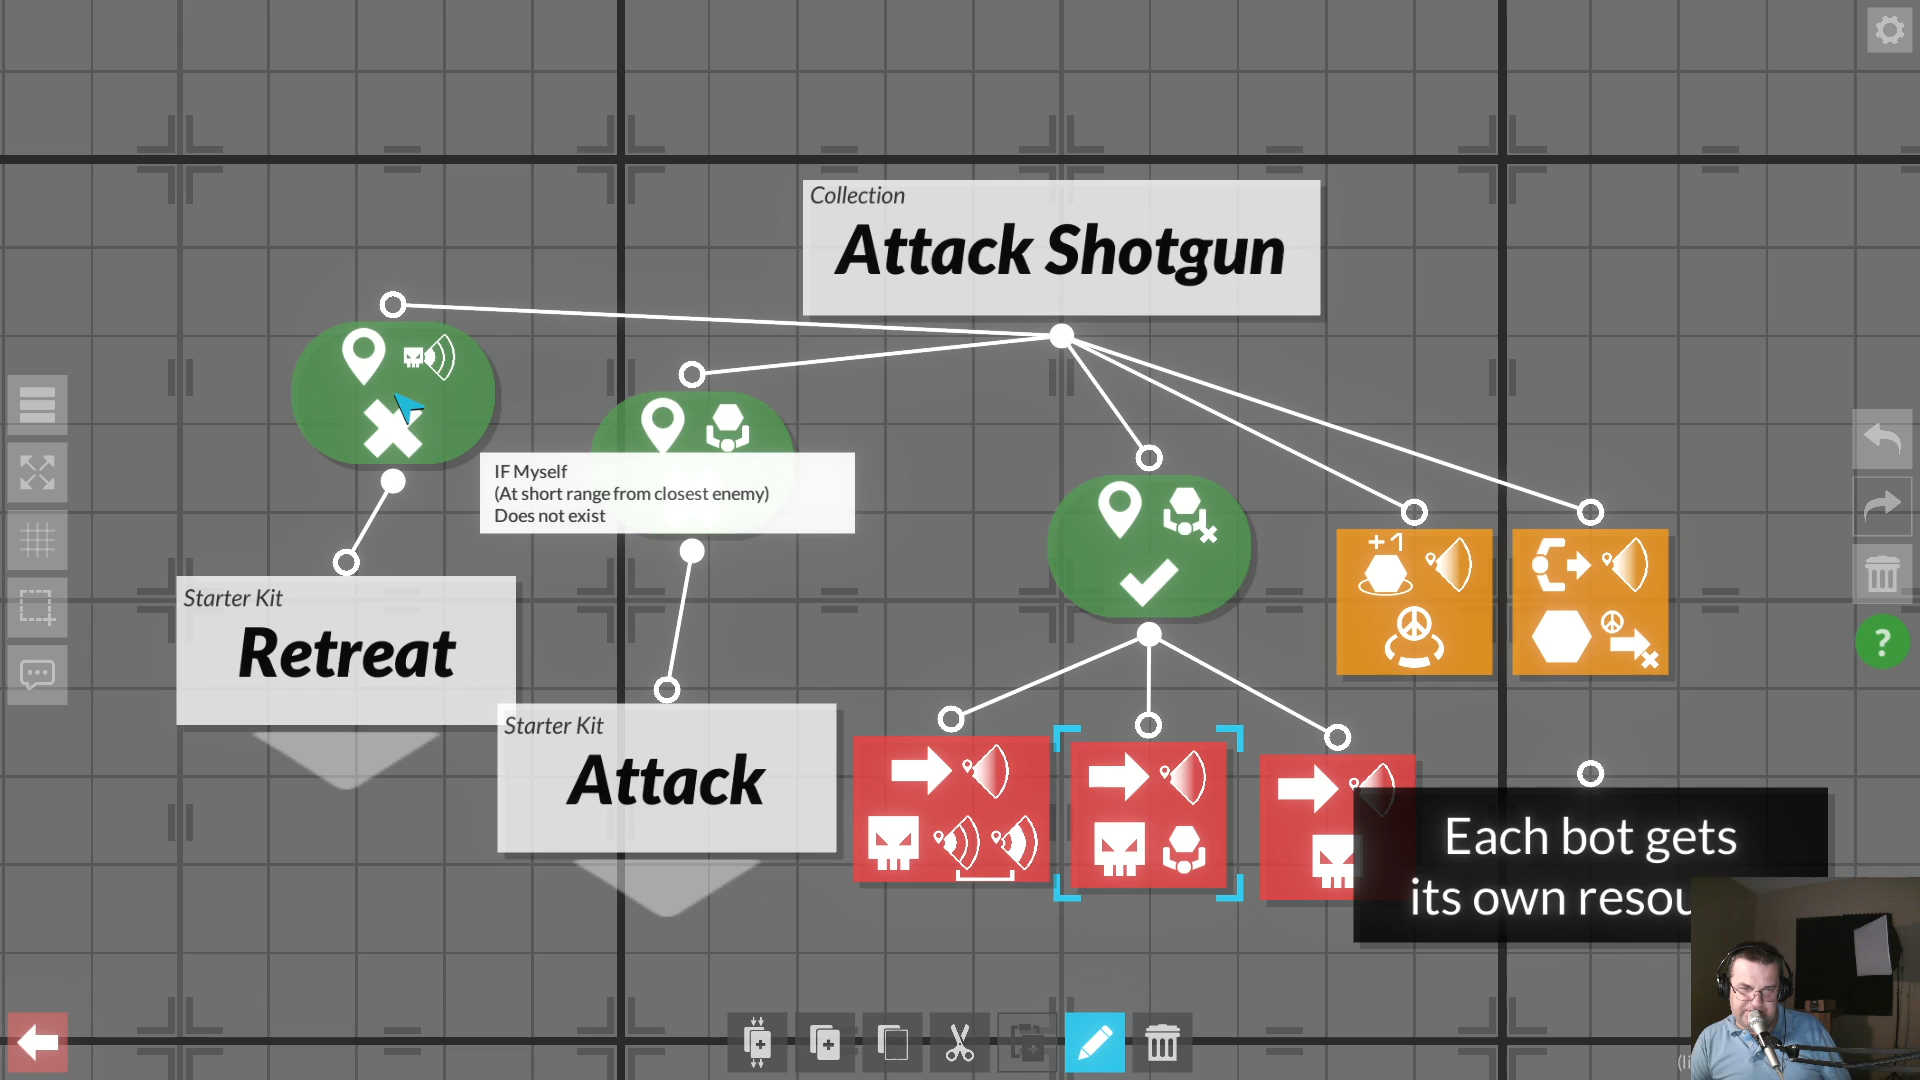 Collection
Attack Shotgun
IF Myself
(At short range from closest enemy)
Does not exist
+1
Starter Kit
Retreat
Starter Kit
Attack
?
Each bot gets
its own